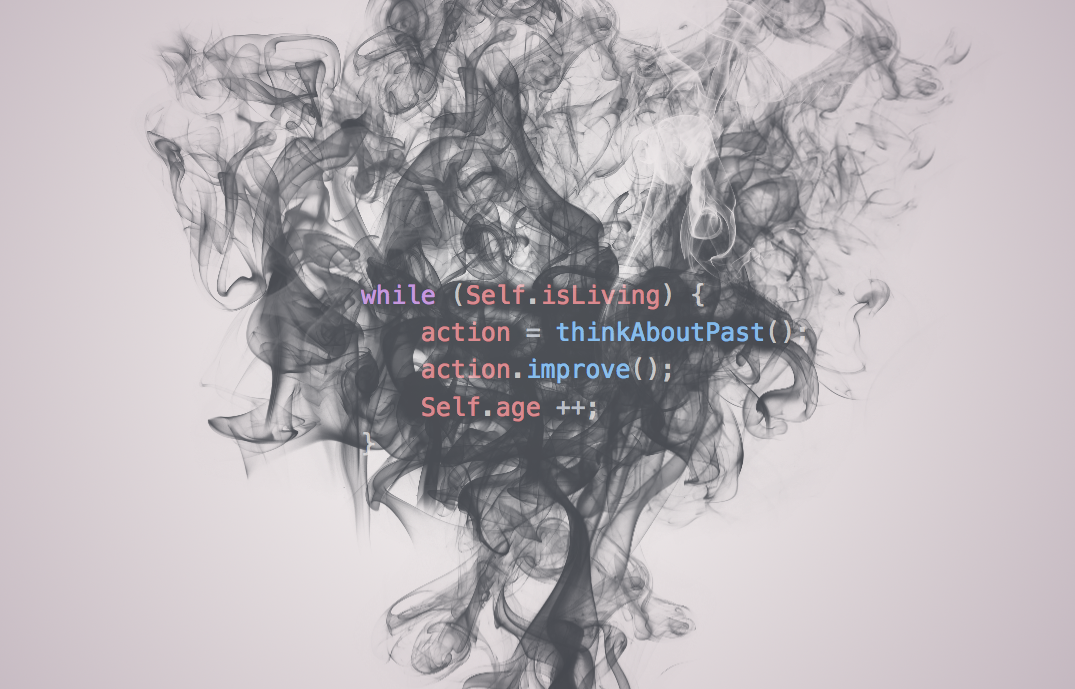 while (Self.isLiving) {
    action = thinkAboutPast();
    action.improve();
    Self.age ++;
}